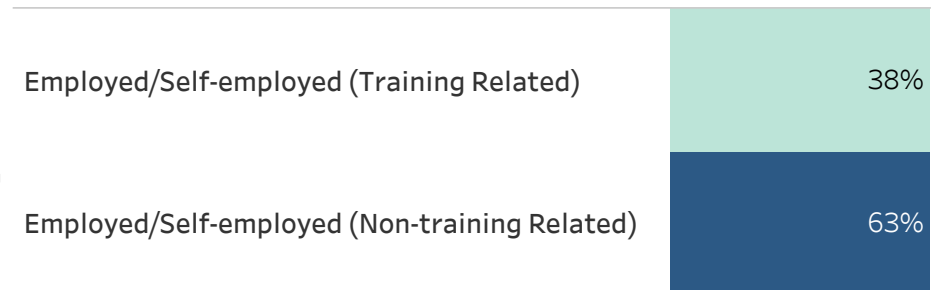 Employed/Self-employed (Training Related) 38%
Employed/Self-employed (Non-training Related) 63%